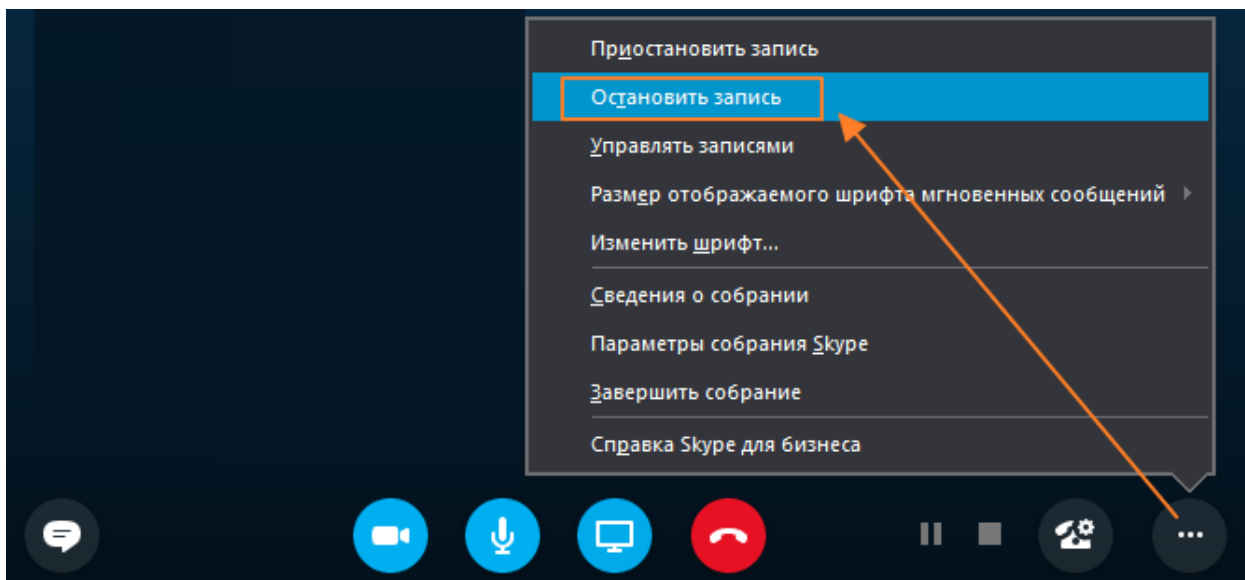 Приостановить запись
Остановить запись
Управлять записями
Размер отображаемого шрифта мгновенных сообщений
Изменить шрифт...
Сведения о собрании
Параметры собрания Skype
Завершить собрание
Справка Skype для бизнеса